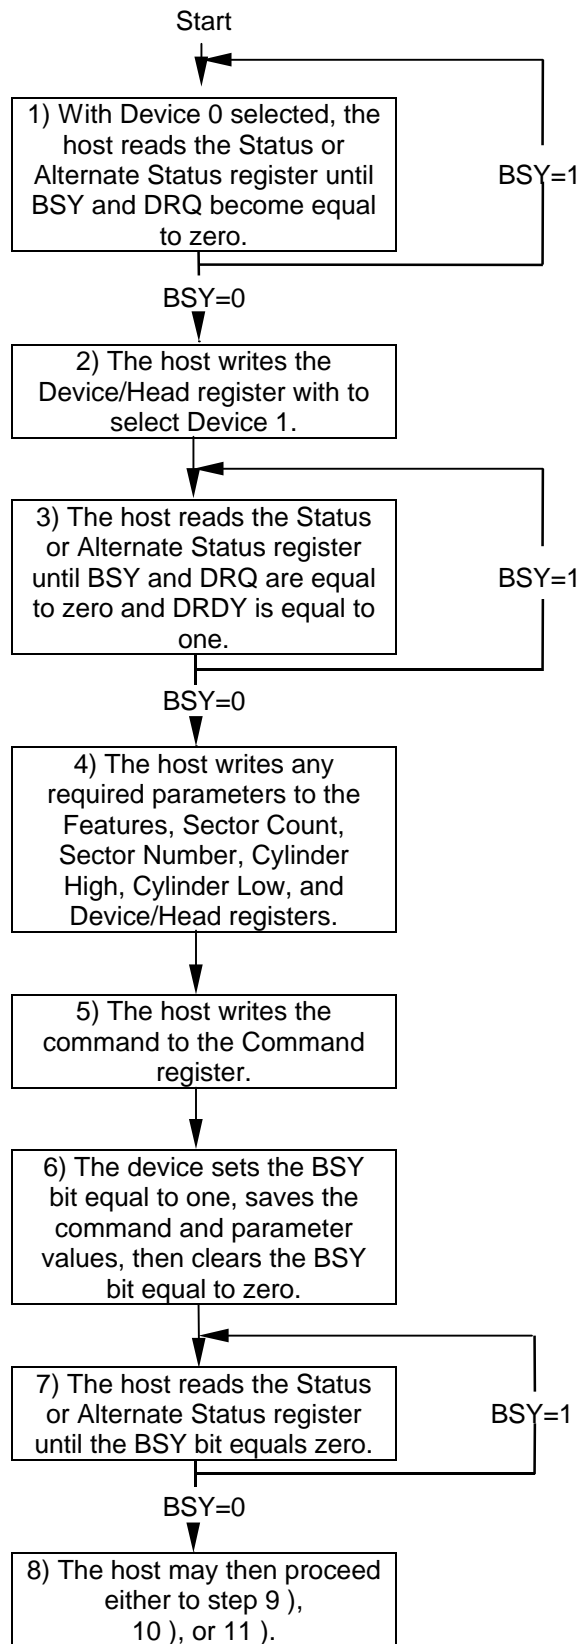 Start
1) With Device 0 selected, the
host reads the Status or
Alternate Status register until
BSY and DRQ become equal
to zero.
BSY=1
BSY=0
2) The host writes the
Device/Head register with to
select Device 1.
3) The host reads the Status
or Alternate Status register
until BSY and DRQ are equal
to zero and DRDY is equal to
one.
BSY=1
BSY=0
4) The host writes any
required parameters to the
Features, Sector Count,
Sector Number, Cylinder
High, Cylinder Low, and
Device/Head registers.
5) The host writes the
command to the Command
register.
6) The device sets the BSY
bit equal to one, saves the
command and parameter
values, then clears the BSY
bit equal to zero.
7) The host reads the Status
or Alternate Status register
until the BSY bit equals zero.
BSY=1
BSY=0
8) The host may then proceed
either to step 9 ),
10 ), or 11 ).